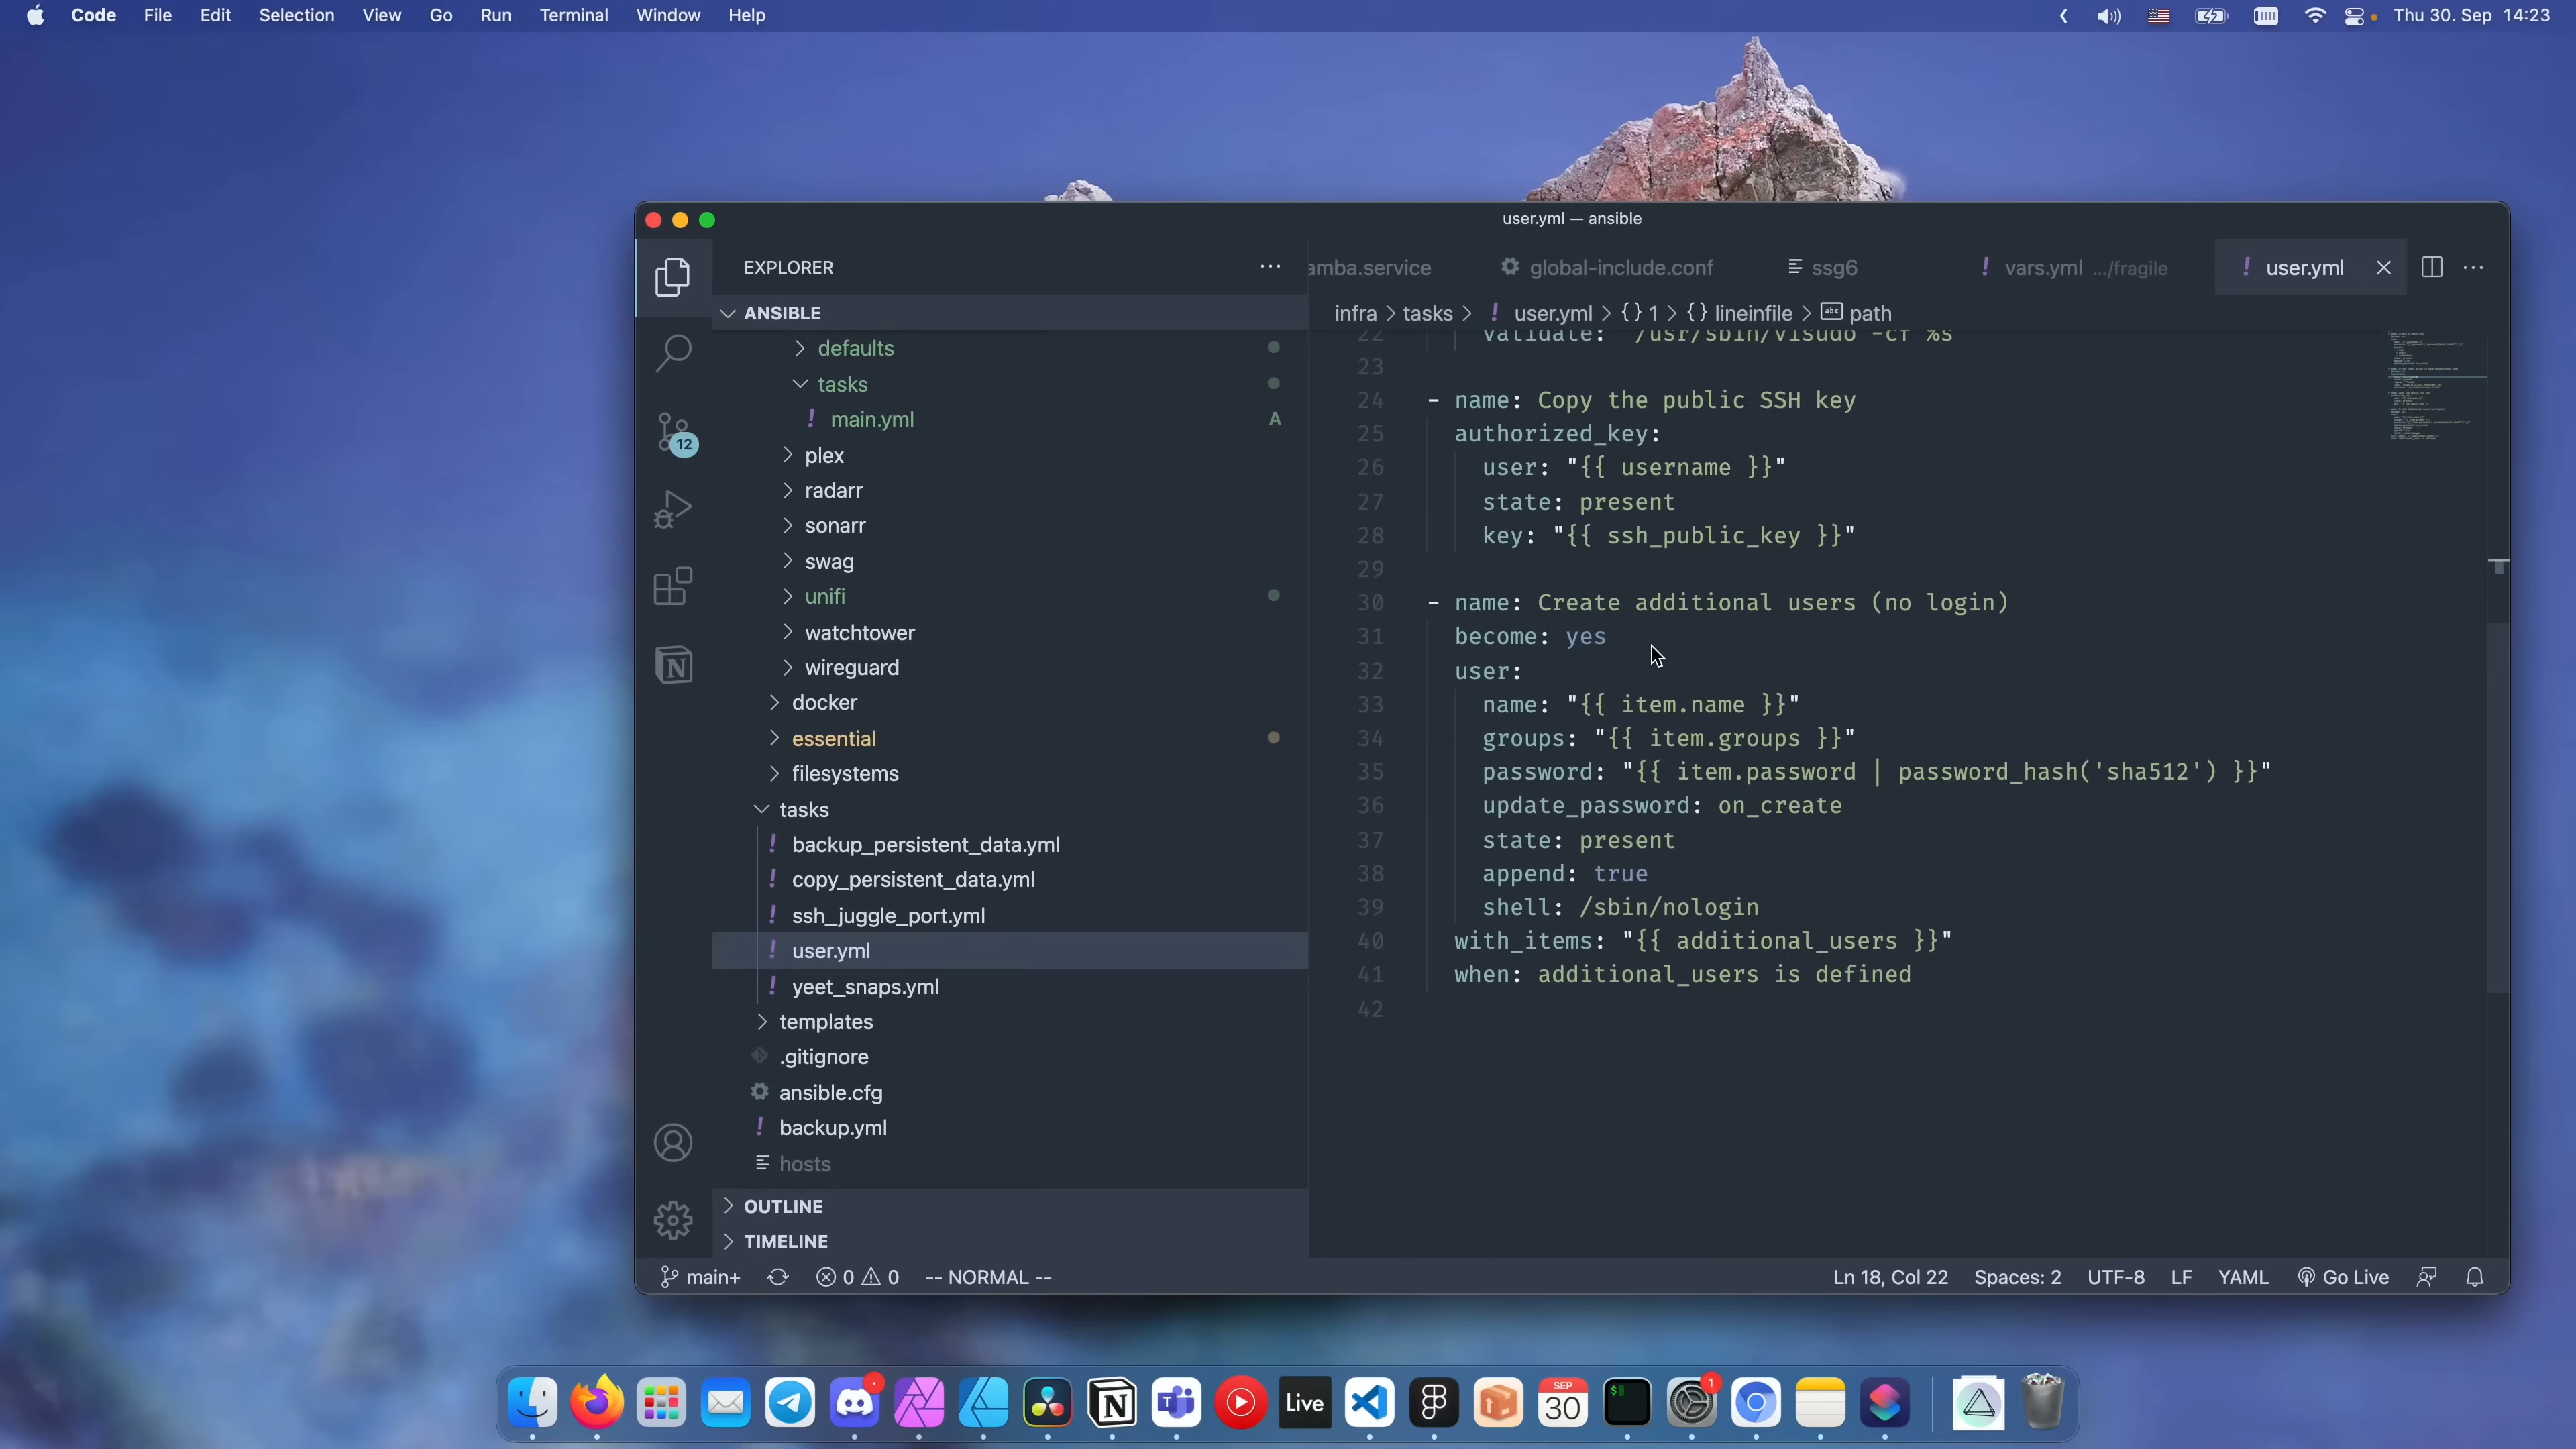 Code File Edit Selection View Go Run Terminal Window Help Thu 30. Sep 14:23
user.yml — ansible
EXPLORER
amba.service global-include.conf ssg6 vars.yml .../fragile user.yml
ANSIBLE
infra > tasks > ! user.yml > {} 1 > {} lineinfile > abc path
defaults
tasks
! main.yml A
plex
radarr
sonarr
swag
unifi
watchtower
wireguard
docker
essential
filesystems
tasks
! backup_persistent_data.yml
! copy_persistent_data.yml
! ssh_juggle_port.yml
! user.yml
! yeet_snaps.yml
templates
.gitignore
ansible.cfg
! backup.yml
hosts
OUTLINE
TIMELINE
12
22 validate: '/usr/sbin/visudo -cf %s
23
24 - name: Copy the public SSH key
25 authorized_key:
26 user: "{{ username }}"
27 state: present
28 key: "{{ ssh_public_key }}"
29
30 - name: Create additional users (no login)
31 become: yes
32 user:
33 name: "{{ item.name }}"
34 groups: "{{ item.groups }}"
35 password: "{{ item.password | password_hash('sha512') }}"
36 update_password: on_create
37 state: present
38 append: true
39 shell: /sbin/nologin
40 with_items: "{{ additional_users }}"
41 when: additional_users is defined
42
main+ 0 0 -- NORMAL -- Ln 18, Col 22 Spaces: 2 UTF-8 LF YAML Go Live
Live SEP 30 $ 1